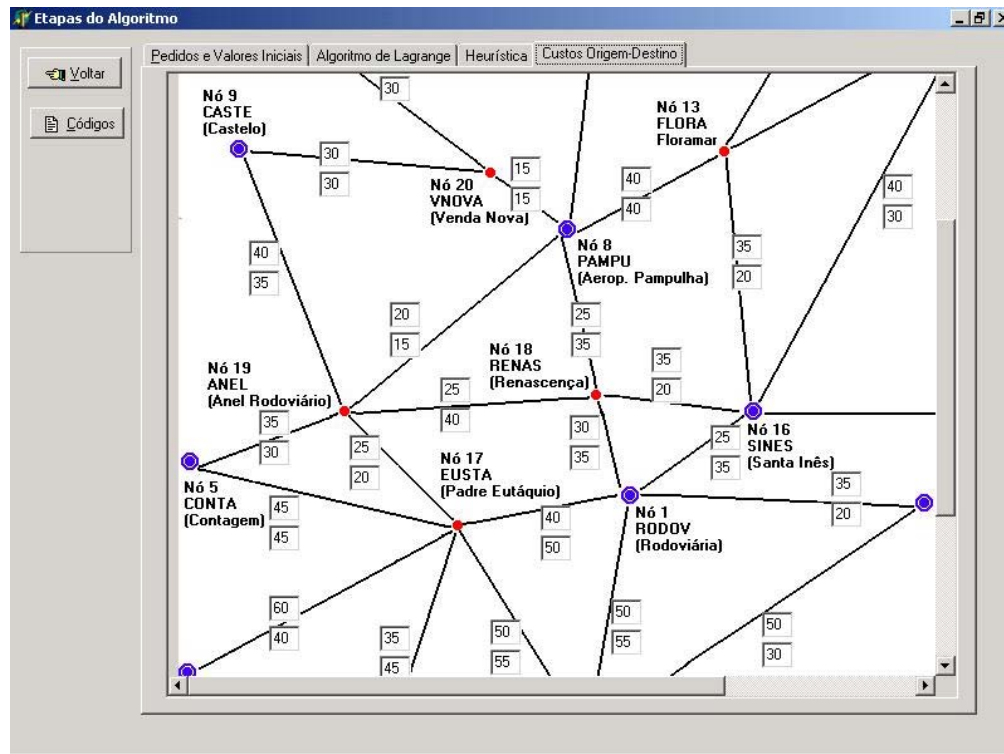 Etapas do Algoritmo
Voltar
Códigos
Pedidos e Valores Iniciais
Algoritmo de Lagrange
Heurística
Custos Origem-Destino
30
Nó 9
CASTE
(Castelo)
Nó 13
FLORA
Floramar
30
30
15
15
Nó 20
VNOVA
(Venda Nova)
40
40
40
30
40
35
Nó 8
PAMPU
(Aerop. Pampulha)
35
20
20
15
25
35
Nó 18
RENAS
(Renascença)
35
20
Nó 19
ANEL
(Anel Rodoviário)
25
40
35
30
25
20
30
35
25
35
Nó 16
SINES
(Santa Inês)
Nó 17
EUSTA
(Padre Eutáquio)
Nó 5
CONTA
(Contagem)
45
45
35
20
40
50
Nó 1
RODOV
(Rodoviária)
60
40
35
45
50
55
50
55
50
30